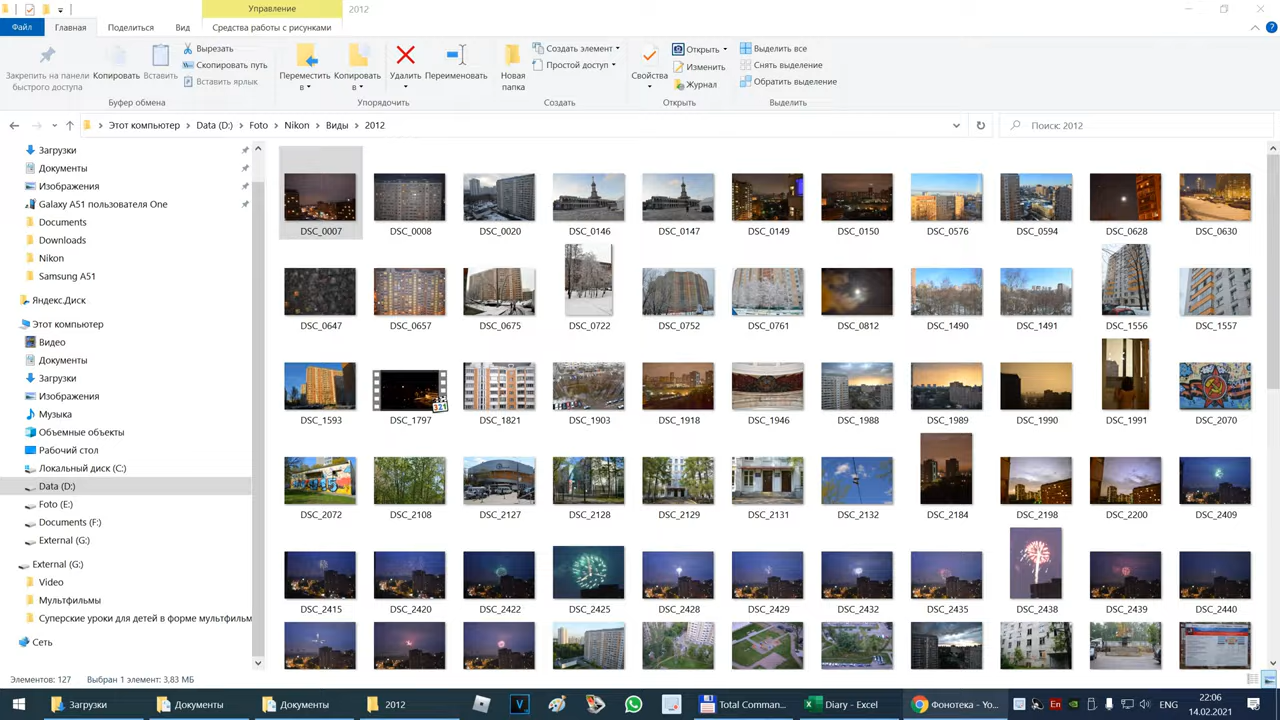 Управление
2012
Файл
Главная
Поделиться
Вид
Средства работы с рисунками
Закрепить на панели быстрого доступа
Копировать
Вставить
Вырезать
Скопировать путь
Вставить ярлык
Буфер обмена
Переместить в
Копировать в
Удалить
Переименовать
Упорядочить
Новая папка
Создать элемент
Простой доступ
Создать
Свойства
Открыть
Изменить
Журнал
Открыть
Выделить все
Снять выделение
Обратить выделение
Выделить
Этот компьютер > Data (D:) > Foto > Nikon > Виды > 2012
Поиск: 2012
Загрузки
Документы
Изображения
Galaxy A51 пользователя One
Documents
Downloads
Nikon
Samsung A51
Яндекс.Диск
Этот компьютер
Видео
Документы
Загрузки
Изображения
Музыка
Объемные объекты
Рабочий стол
Локальный диск (C:)
Data (D:)
Foto (E:)
Documents (F:)
External (G:)
External (G:)
Video
Мультфильмы
Суперские уроки для детей в форме мультфильм
Сеть
DSC_0007 DSC_0008 DSC_0020 DSC_0146 DSC_0147 DSC_0149 DSC_0150 DSC_0576 DSC_0594 DSC_0628 DSC_0630
DSC_0647 DSC_0657 DSC_0675 DSC_0722 DSC_0752 DSC_0761 DSC_0812 DSC_1490 DSC_1491 DSC_1556 DSC_1557
DSC_1593 DSC_1797 DSC_1821 DSC_1903 DSC_1918 DSC_1946 DSC_1988 DSC_1989 DSC_1990 DSC_1991 DSC_2070
DSC_2072 DSC_2108 DSC_2127 DSC_2128 DSC_2129 DSC_2131 DSC_2132 DSC_2184 DSC_2198 DSC_2200 DSC_2409
DSC_2415 DSC_2420 DSC_2422 DSC_2425 DSC_2428 DSC_2429 DSC_2432 DSC_2435 DSC_2438 DSC_2439 DSC_2440
Элементов: 127
Выбран 1 элемент: 3,83 МБ
Загрузки
Документы
Документы
2012
Total Comman...
Diary - Excel
Фонотека - Yo...
En
ENG
22:06
14.02.2021